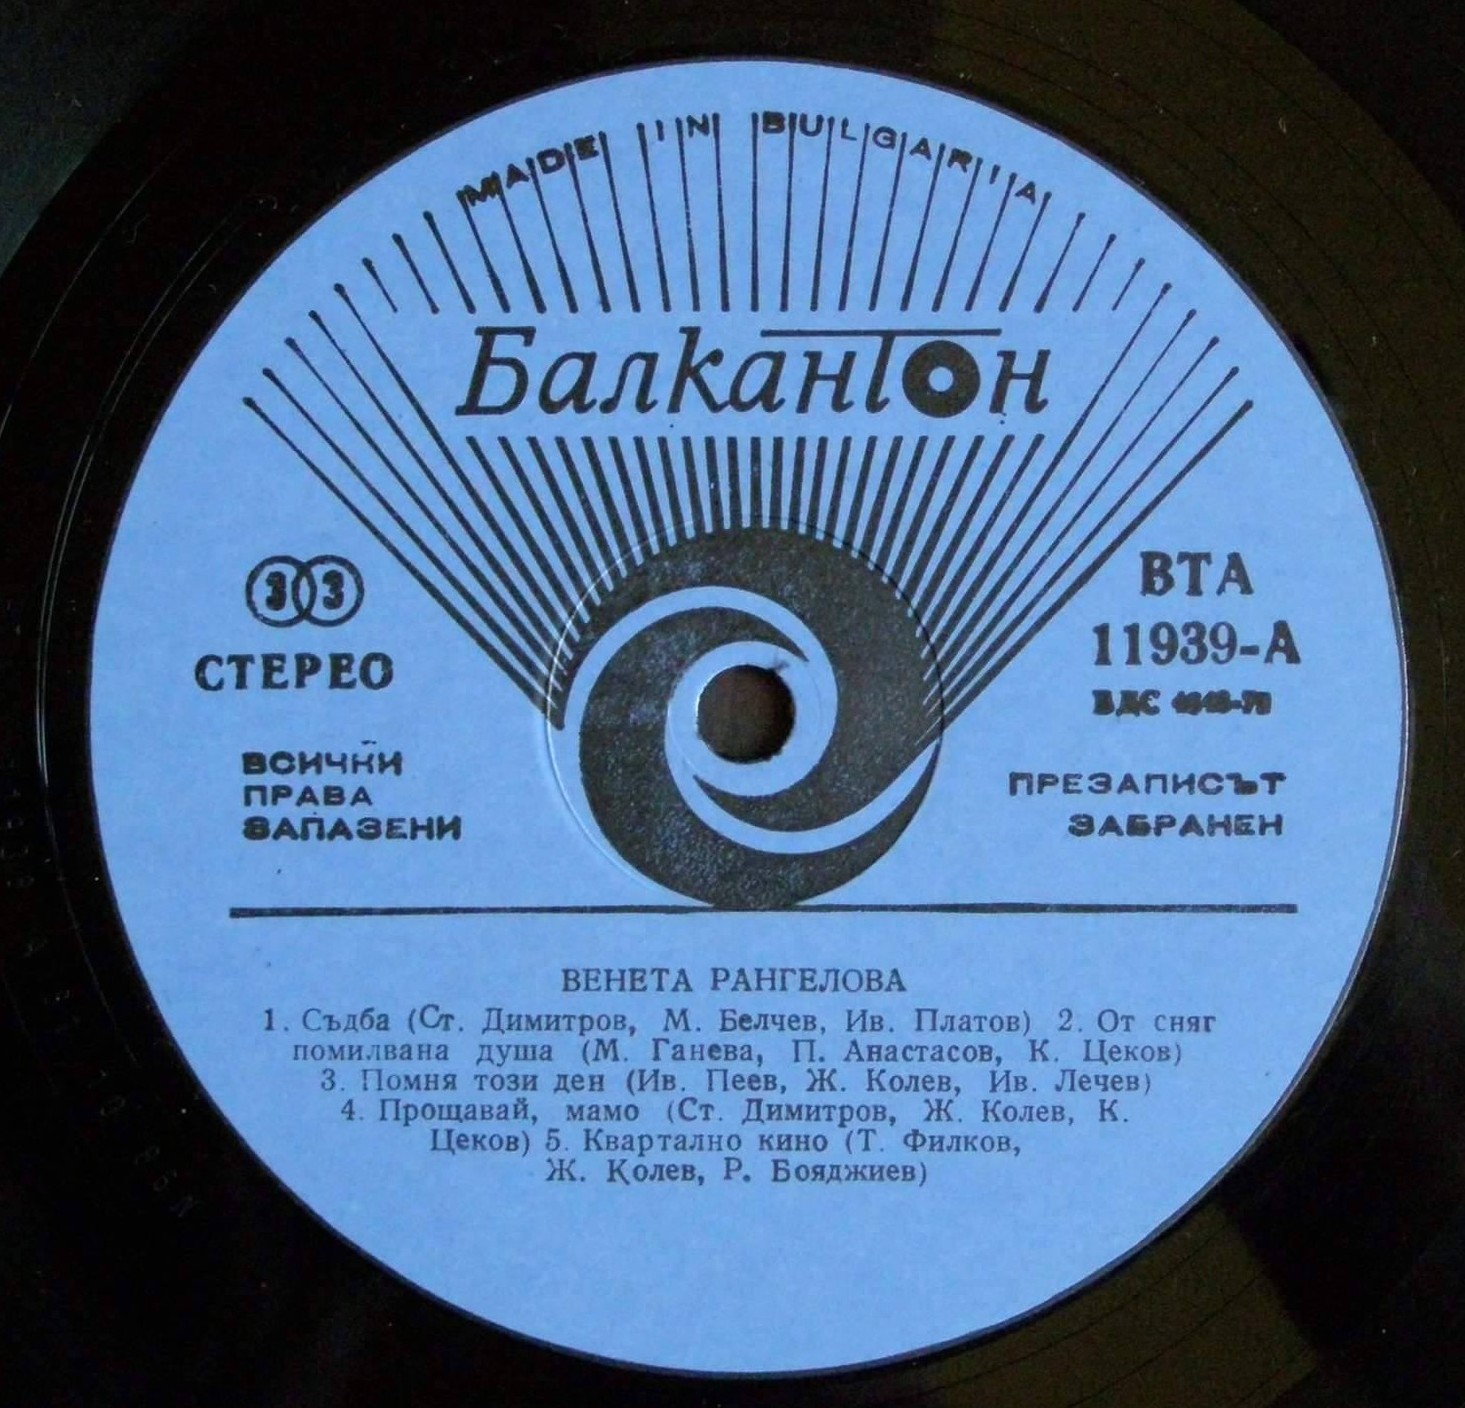 MADE IN BULGARIA
Балкантон
33
СТЕРЕО
ВТА
11939-А
ВДС
ВСИЧКИ
ПРАВА
ЗАПАЗЕНИ
ПРЕЗАПИСЪТ
ЗАБРАНЕН
ВЕНЕТА РАНГЕЛОВА
1. Съдба (Ст. Димитров, М. Белчев, Ив. Платов) 2. От сняг
помилвана душа (М. Ганева, П. Анастасов, К. Цеков)
3. Помня този ден (Ив. Пеев, Ж. Колев, Ив. Лечев)
4. Прощавай, мамо (Ст. Димитров, Ж. Колев, К.
Цеков) 5. Квартално кино (Т. Филков,
Ж. Колев, Р. Бояджиев)